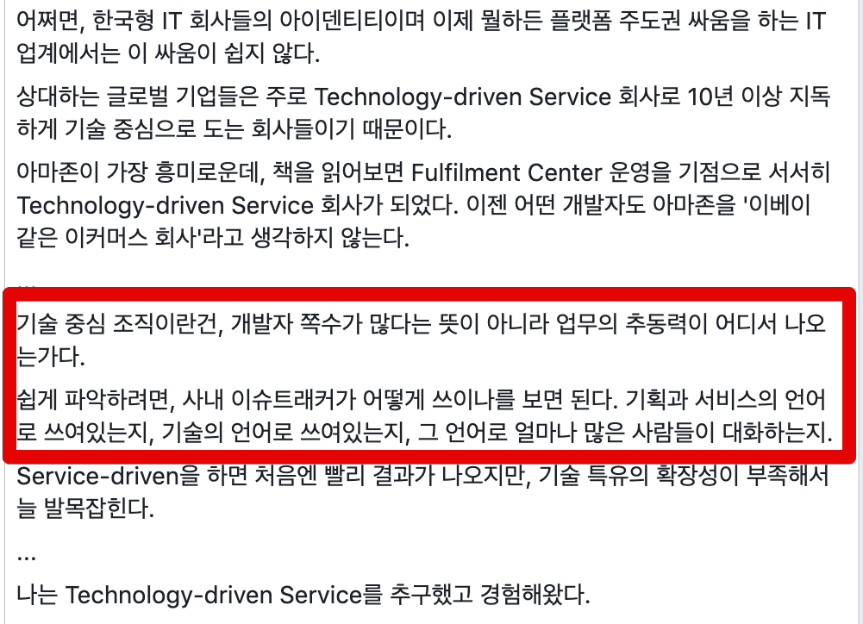 어쩌면, 한국형 IT 회사들의 아이덴티티이며 이제 뭘하든 플랫폼 주도권 싸움을 하는 IT
업계에서는 이 싸움이 쉽지 않다.
상대하는 글로벌 기업들은 주로 Technology-driven Service 회사로 10년 이상 지독
하게 기술 중심으로 도는 회사들이기 때문이다.
아마존이 가장 흥미로운데, 책을 읽어보면 Fulfilment Center 운영을 기점으로 서서히
Technology-driven Service 회사가 되었다. 이젠 어떤 개발자도 아마존을 '이베이
같은 이커머스 회사'라고 생각하지 않는다.
...
기술 중심 조직이란건, 개발자 쪽수가 많다는 뜻이 아니라 업무의 추동력이 어디서 나오
는가다.
쉽게 파악하려면, 사내 이슈트래커가 어떻게 쓰이나를 보면 된다. 기획과 서비스의 언어
로 쓰여있는지, 기술의 언어로 쓰여있는지, 그 언어로 얼마나 많은 사람들이 대화하는지.
Service-driven을 하면 처음엔 빨리 결과가 나오지만, 기술 특유의 확장성이 부족해서
늘 발목잡힌다.
...
나는 Technology-driven Service를 추구했고 경험해왔다.